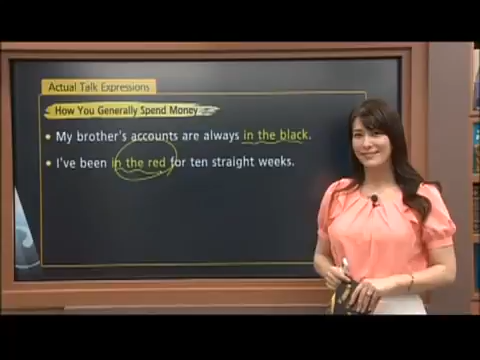 Actual Talk Expressions
How You Generally Spend Money
• My brother's accounts are always in the black.
• I've been in the red for ten straight weeks.